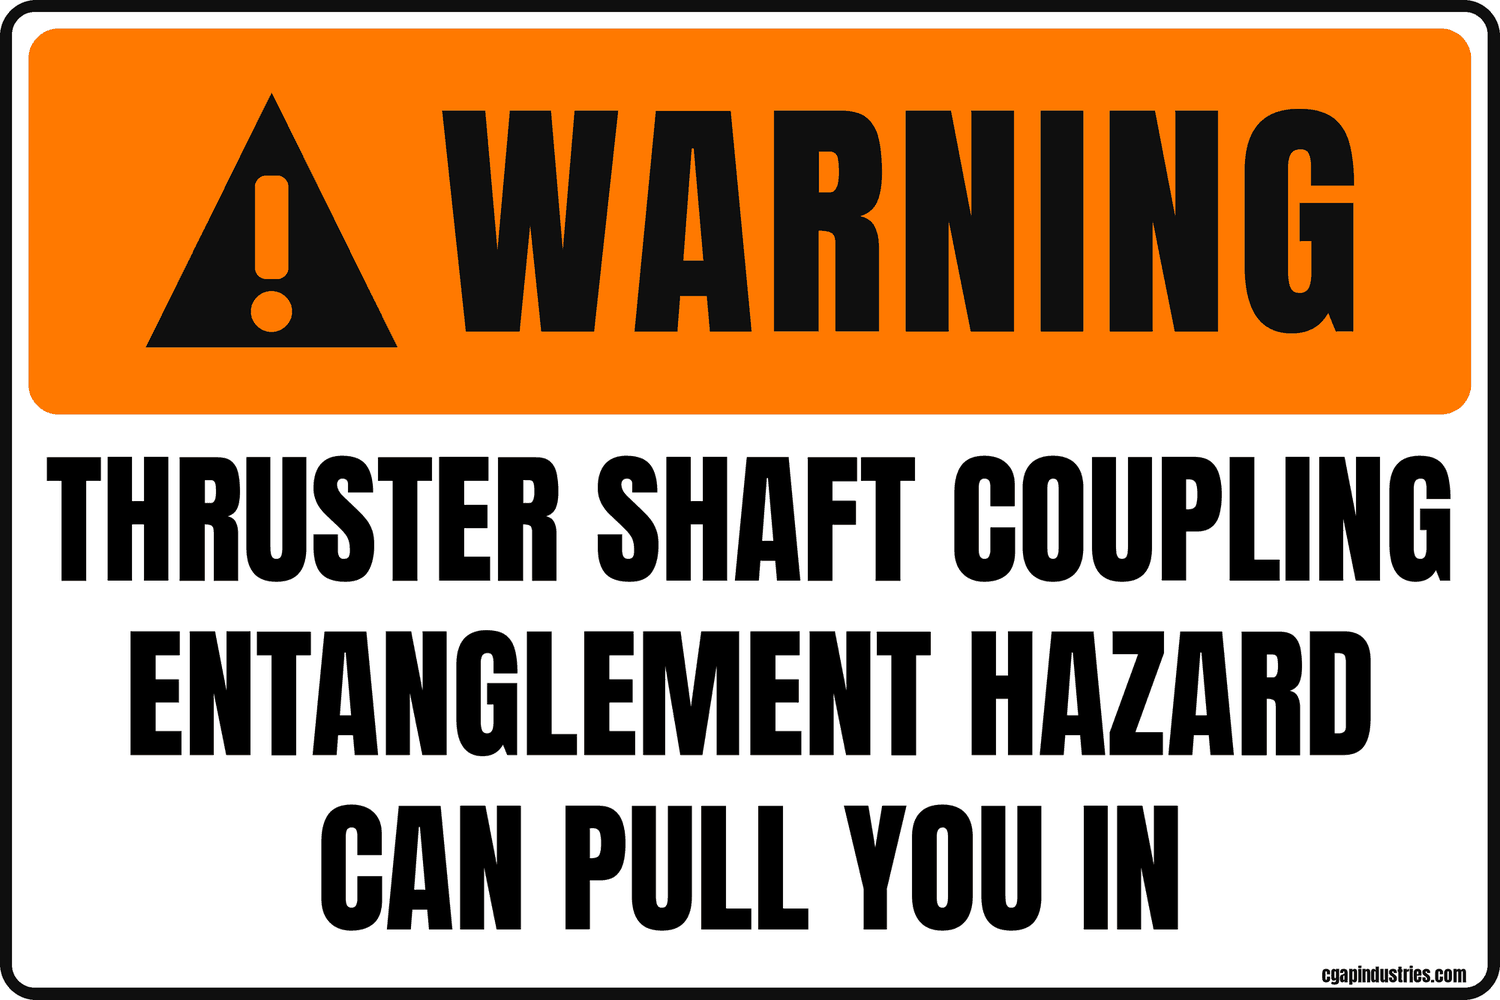 WARNING
THRUSTER SHAFT COUPLING
ENTANGLEMENT HAZARD
CAN PULL YOU IN
cgapindustries.com